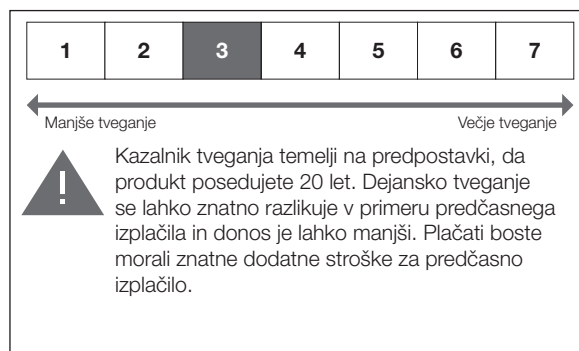 1 2 3 4 5 6 7
Manjše tveganje Večje tveganje
Kazalnik tveganja temelji na predpostavki, da
produkt posedujete 20 let. Dejansko tveganje
se lahko znatno razlikuje v primeru predčasnega
izplačila in donos je lahko manjši. Plačati boste
morali znatne dodatne stroške za predčasno
izplačilo.